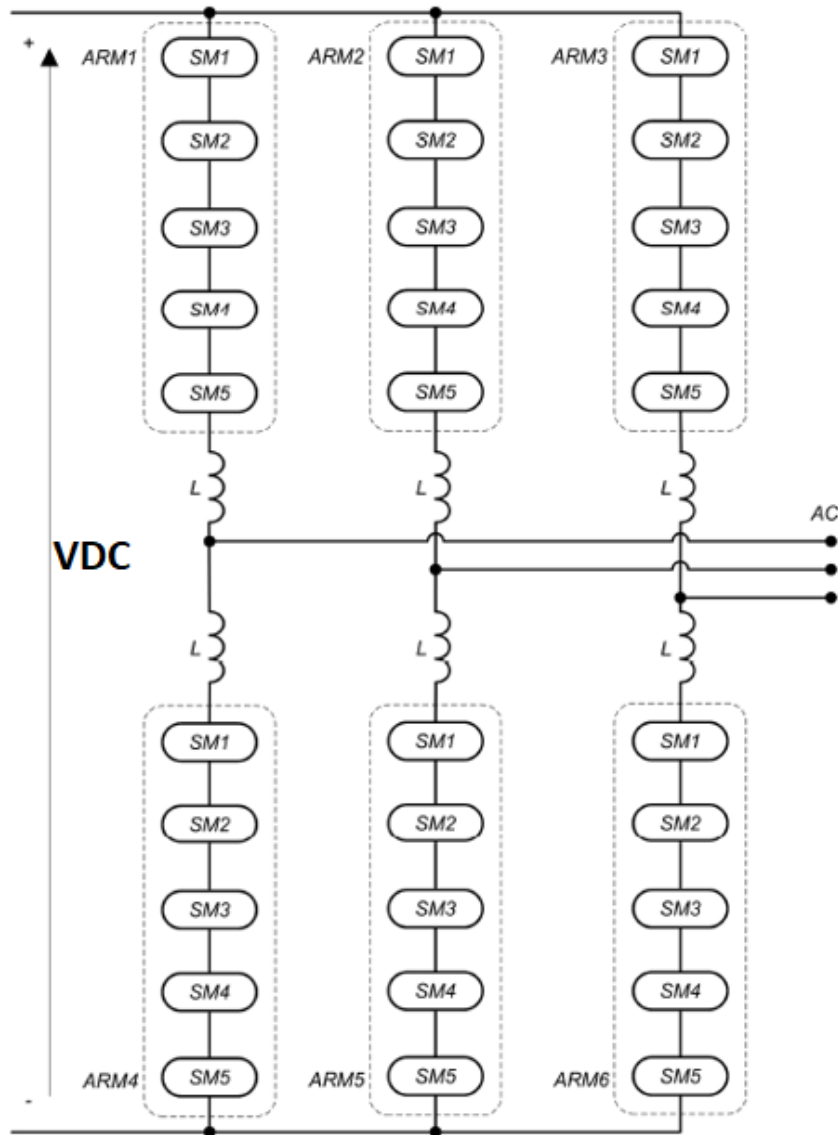 +
ARM1 SM1 ARM2 SM1 ARM3 SM1
SM2 SM2 SM2
SM3 SM3 SM3
SM4 SM4 SM4
SM5 SM5 SM5
L L L
AC
VDC
L L L
SM1 SM1 SM1
SM2 SM2 SM2
SM3 SM3 SM3
SM4 SM4 SM4
ARM4 SM5 ARM5 SM5 ARM6 SM5
-